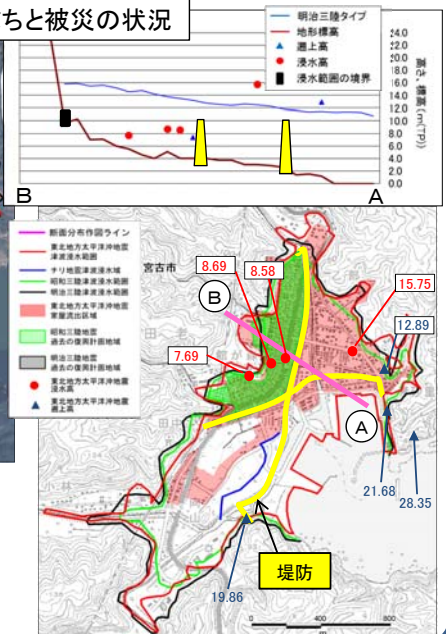 ちと被災の状況
明治三陸タイプ
地形標高
遡上高
浸水高
浸水範囲の境界
24.0
22.0
20.0
18.0
16.0
14.0
12.0
10.0
8.0
6.0
4.0
2.0
0.0
高さ、標高(m(TP))
B
A
断面分布作図ライン
東北地方太平洋沖地震
津波浸水範囲
チリ地震津波浸水域
昭和三陸津波浸水範囲
明治三陸津波浸水範囲
東北地方太平洋沖地震
家屋流出区域
昭和三陸地震
過去の復興計画地域
明治三陸地震
過去の復興計画地域
東北地方太平洋沖地震
浸水高
東北地方太平洋沖地震
遡上高
宮古市
8.69
8.58
15.75
12.89
7.69
B
A
21.68
28.35
19.86
堤防
0
400
800
m